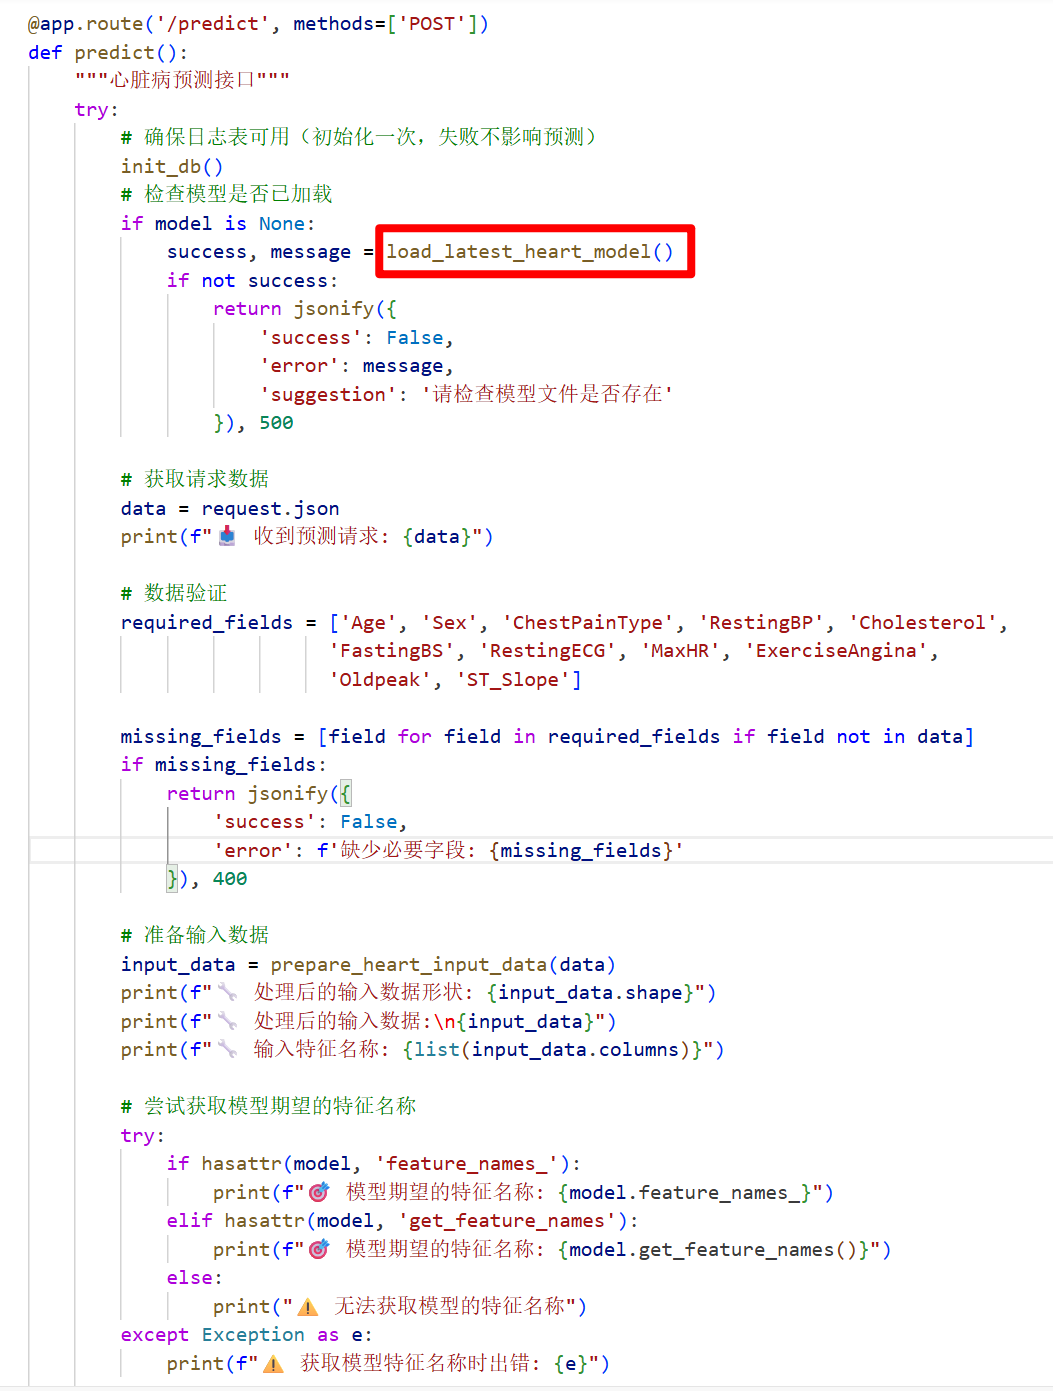 @app.route('/predict', methods=['POST'])
def predict():
    """心脏病预测接口"""
    try:
        # 确保日志表可用（初始化一次，失败不影响预测）
        init_db()
        # 检查模型是否已加载
        if model is None:
            success, message = load_latest_heart_model()
            if not success:
                return jsonify({
                    'success': False,
                    'error': message,
                    'suggestion': '请检查模型文件是否存在'
                }), 500

        # 获取请求数据
        data = request.json
        print(f"📥 收到预测请求: {data}")

        # 数据验证
        required_fields = ['Age', 'Sex', 'ChestPainType', 'RestingBP', 'Cholesterol',
                          'FastingBS', 'RestingECG', 'MaxHR', 'ExerciseAngina',
                          'Oldpeak', 'ST_Slope']

        missing_fields = [field for field in required_fields if field not in data]
        if missing_fields:
            return jsonify({
                'success': False,
                'error': f'缺少必要字段: {missing_fields}'
            }), 400

        # 准备输入数据
        input_data = prepare_heart_input_data(data)
        print(f"🔧 处理后的输入数据形状: {input_data.shape}")
        print(f"🔧 处理后的输入数据:\n{input_data}")
        print(f"🔧 输入特征名称: {list(input_data.columns)}")

        # 尝试获取模型期望的特征名称
        try:
            if hasattr(model, 'feature_names_'):
                print(f"🎯 模型期望的特征名称: {model.feature_names_}")
            elif hasattr(model, 'get_feature_names'):
                print(f"🎯 模型期望的特征名称: {model.get_feature_names()}")
            else:
                print("⚠️ 无法获取模型的特征名称")
        except Exception as e:
            print(f"⚠️ 获取模型特征名称时出错: {e}")